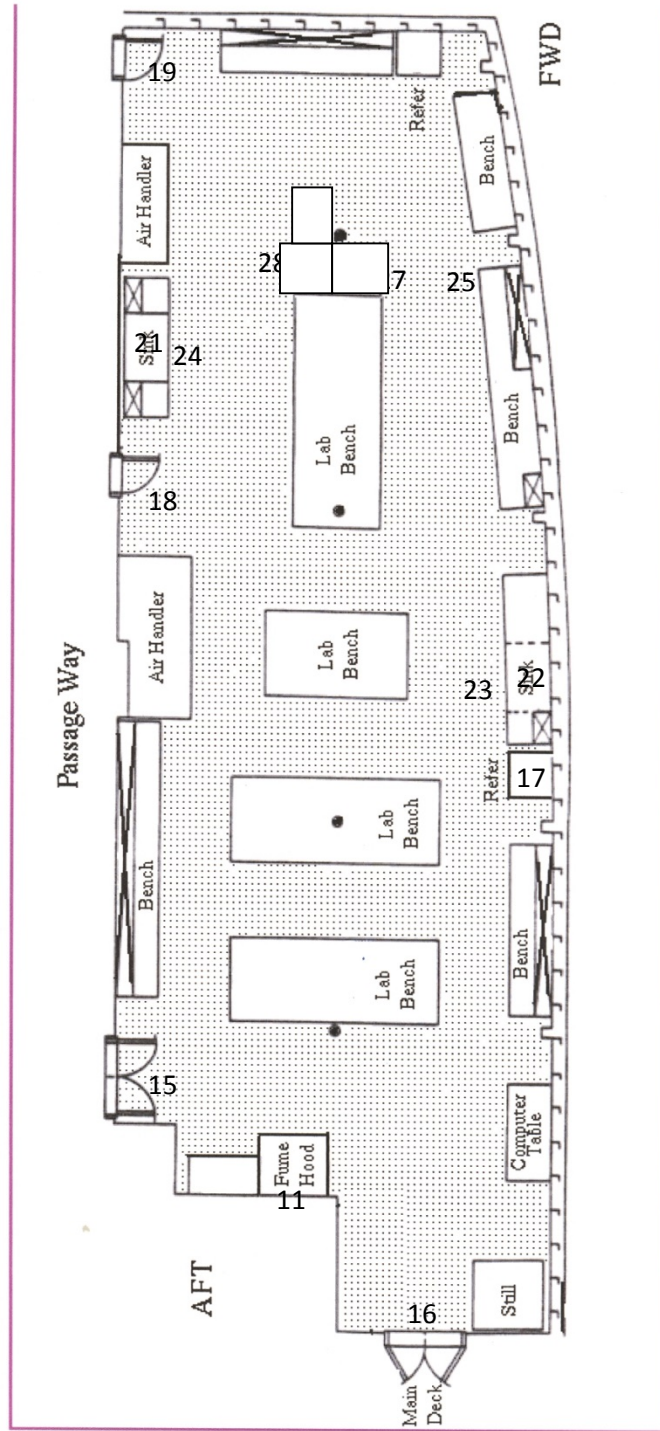 19
FWD
Refer
Bench
Air Handler
28
7
25
21
Sink
24
Lab
Bench
Bench
18
Air Handler
Lab
Bench
23
Sink
22
Passage Way
Refer
17
Lab
Bench
Bench
Bench
Lab
Bench
15
Computer
Table
Fume
Hood
11
AFT
Still
16
Main
Deck